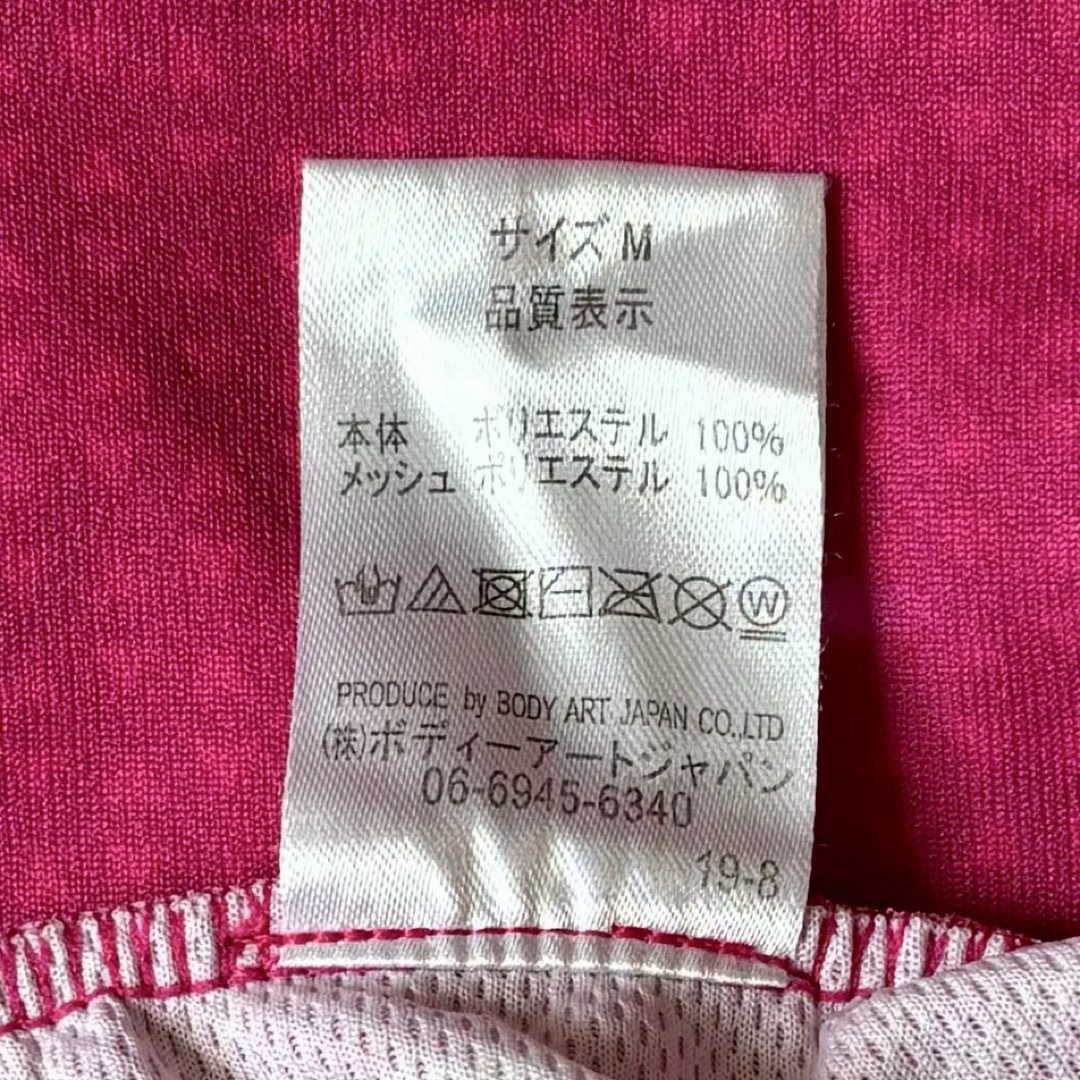 サイズ M
品質表示
本体 ポリエステル 100%
メッシュ ポリエステル 100%
W
PRODUCE by BODY ART JAPAN CO.,LTD
(株)ボディーアートジャパン
06-6945-6340
19-8